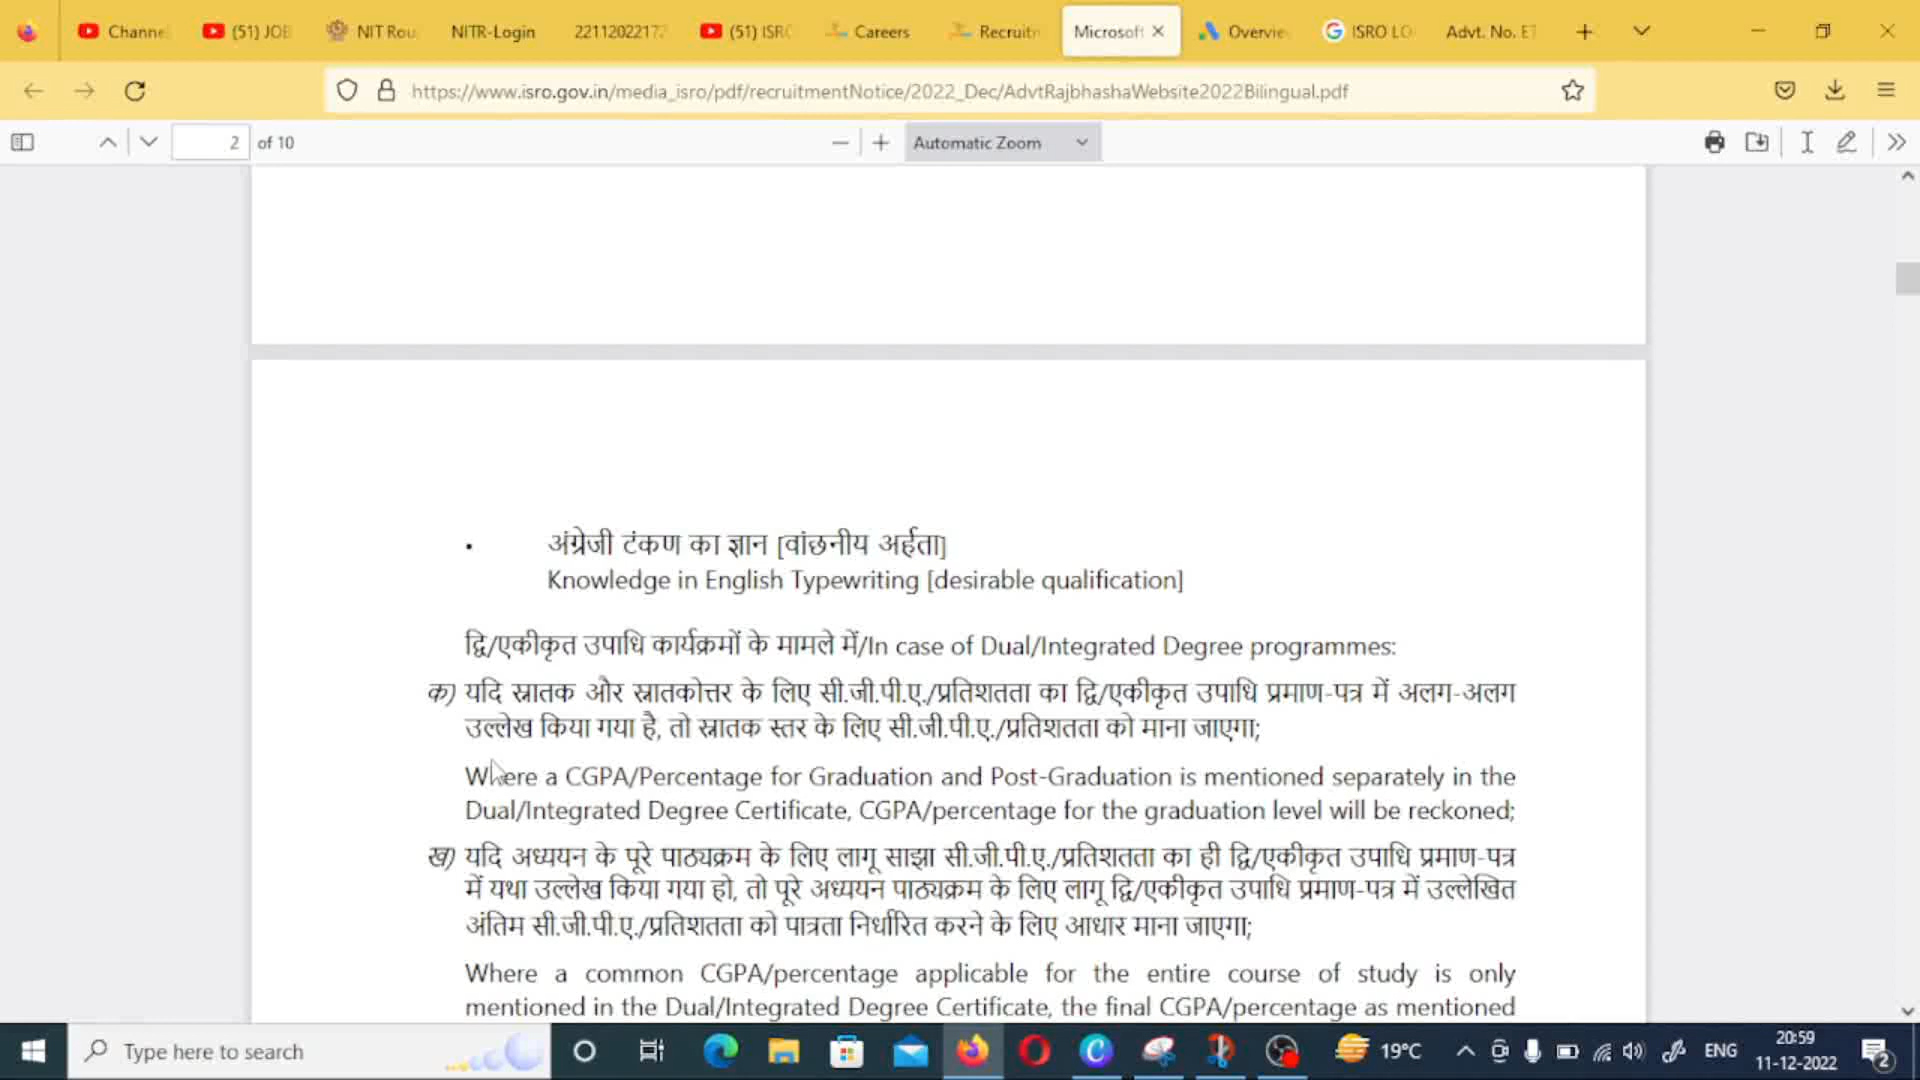 Channe
(51) JOB
NIT Rou
NITR-Login
22112022172
(51) ISRO
Careers
Recruitm
Microsoft
Overvie
ISRO LO
Advt. No. ET
https://www.isro.gov.in/media_isro/pdf/recruitmentNotice/2022_Dec/AdvtRajbhashaWebsite2022Bilingual.pdf
2 of 10
Automatic Zoom
• अंग्रेजी टंकण का ज्ञान [वांछनीय अर्हता]
Knowledge in English Typewriting [desirable qualification]
द्वि/एकीकृत उपाधि कार्यक्रमों के मामले में/In case of Dual/Integrated Degree programmes:
क) यदि स्नातक और स्नातकोत्तर के लिए सी.जी.पी.ए./प्रतिशतता का द्वि/एकीकृत उपाधि प्रमाण-पत्र में अलग-अलग
उल्लेख किया गया है, तो स्नातक स्तर के लिए सी.जी.पी.ए./प्रतिशतता को माना जाएगा;
Where a CGPA/Percentage for Graduation and Post-Graduation is mentioned separately in the
Dual/Integrated Degree Certificate, CGPA/percentage for the graduation level will be reckoned;
ख) यदि अध्ययन के पूरे पाठ्यक्रम के लिए लागू साझा सी.जी.पी.ए./प्रतिशतता का ही द्वि/एकीकृत उपाधि प्रमाण-पत्र
में यथा उल्लेख किया गया हो, तो पूरे अध्ययन पाठ्यक्रम के लिए लागू द्वि/एकीकृत उपाधि प्रमाण-पत्र में उल्लेखित
अंतिम सी.जी.पी.ए./प्रतिशतता को पात्रता निर्धारित करने के लिए आधार माना जाएगा;
Where a common CGPA/percentage applicable for the entire course of study is only
mentioned in the Dual/Integrated Degree Certificate, the final CGPA/percentage as mentioned
Type here to search
19°C
ENG
20:59
11-12-2022
2